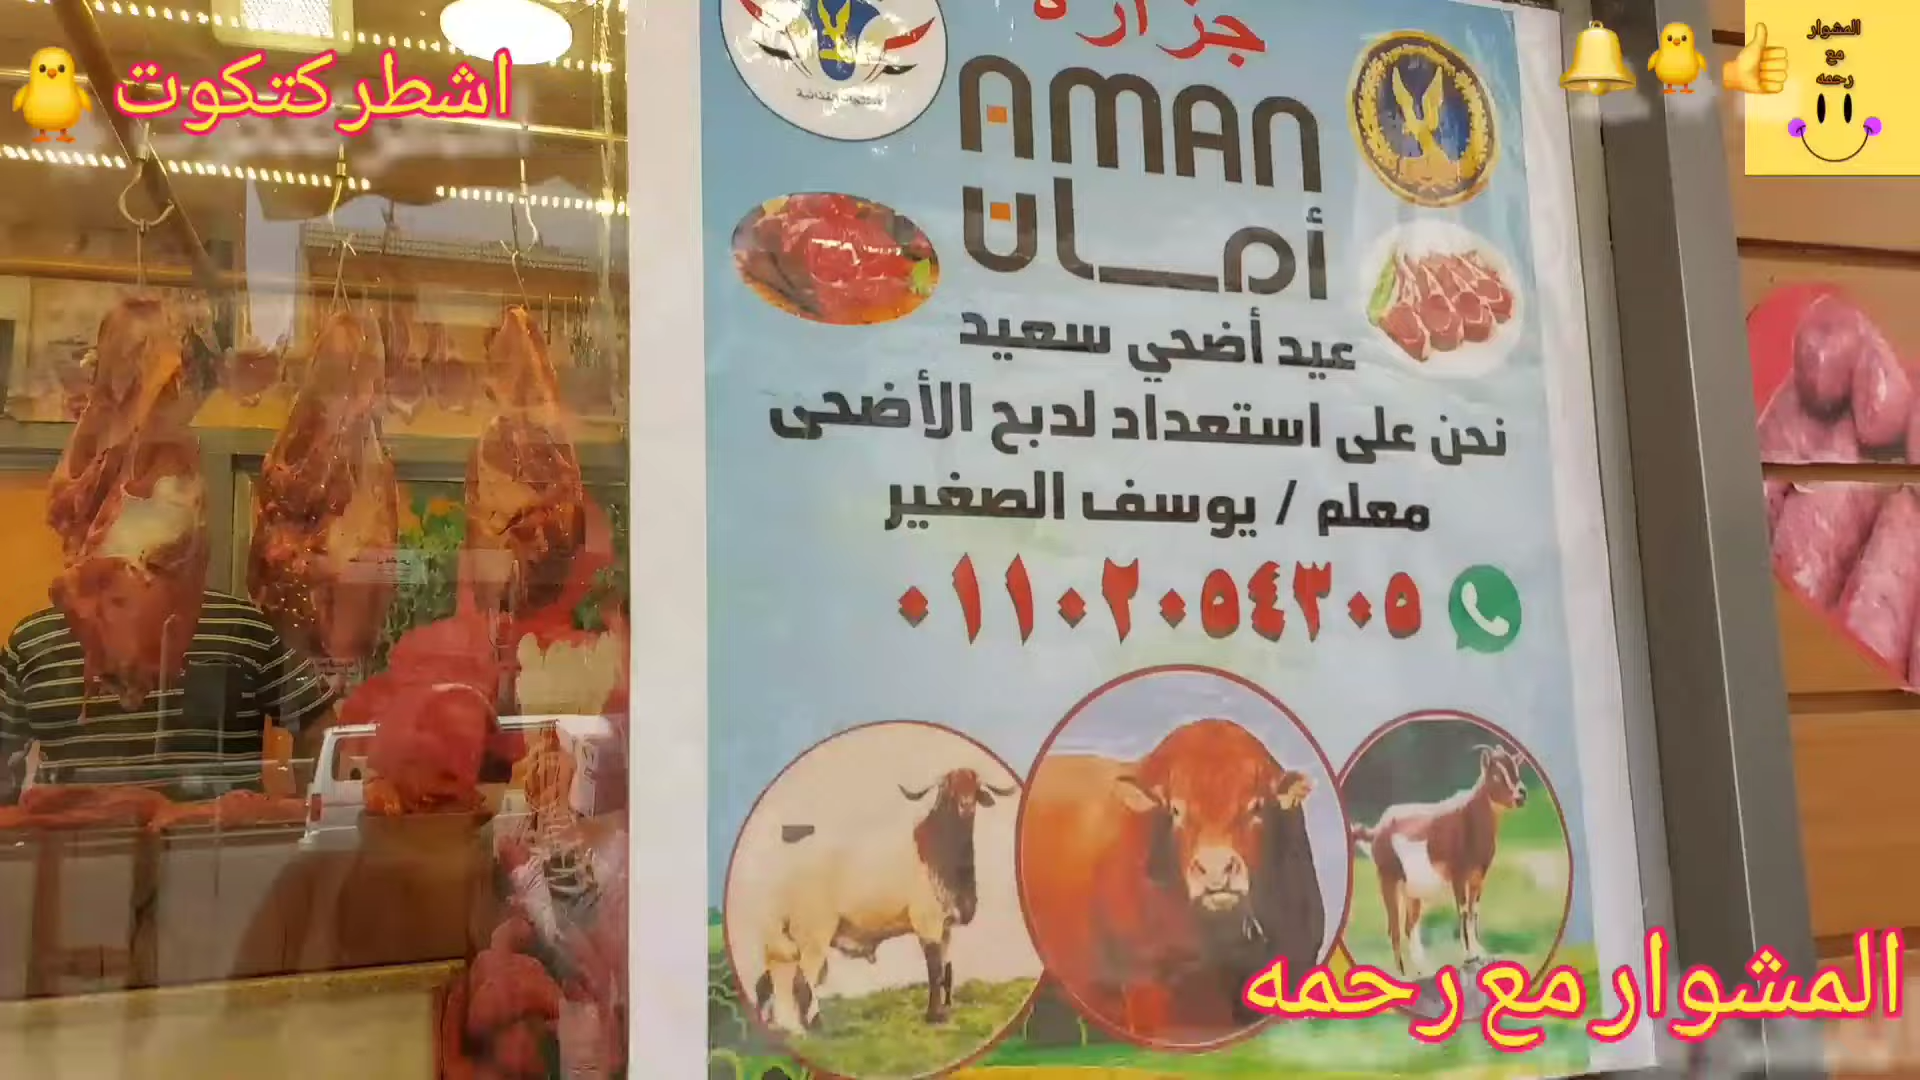 اشطر كتكوت
المشوار
مع
رحمه
جزارة
AMAN
أمان
عيد أضحي سعيد
نحن على استعداد لدبح الأضحى
معلم / يوسف الصغير
٠١١٠٢٠٥٤٣٠٥
المشوار مع رحمه